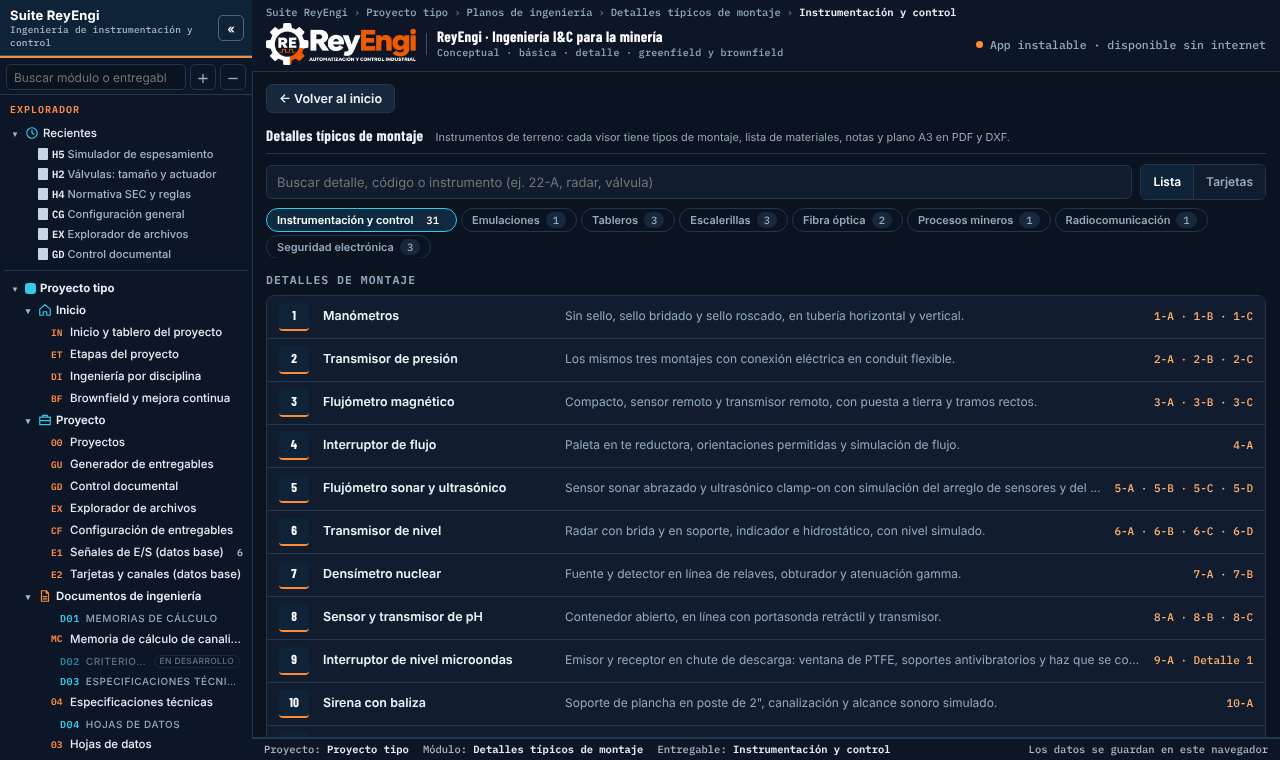 Suite ReyEngi
Ingeniería de instrumentación y control
«
Buscar módulo o entregabl
+
−
EXPLORADOR
Recientes
H5 Simulador de espesamiento
H2 Válvulas: tamaño y actuador
H4 Normativa SEC y reglas
CG Configuración general
EX Explorador de archivos
GD Control documental
Proyecto tipo
Inicio
IN Inicio y tablero del proyecto
ET Etapas del proyecto
DI Ingeniería por disciplina
BF Brownfield y mejora continua
Proyecto
00 Proyectos
GU Generador de entregables
GD Control documental
EX Explorador de archivos
CF Configuración de entregables
E1 Señales de E/S (datos base) 6
E2 Tarjetas y canales (datos base)
Documentos de ingeniería
D01 MEMORIAS DE CÁLCULO
MC Memoria de cálculo de canali...
D02 CRITERIO... EN DESARROLLO
D03 ESPECIFICACIONES TÉCNI...
04 Especificaciones técnicas
D04 HOJAS DE DATOS
03 Hojas de datos
Suite ReyEngi › Proyecto tipo › Planos de ingeniería › Detalles típicos de montaje › Instrumentación y control
RE ReyEngi
AUTOMATIZACIÓN Y CONTROL INDUSTRIAL
ReyEngi · Ingeniería I&C para la minería
Conceptual · básica · detalle · greenfield y brownfield
App instalable · disponible sin internet
← Volver al inicio
Detalles típicos de montaje Instrumentos de terreno: cada visor tiene tipos de montaje, lista de materiales, notas y plano A3 en PDF y DXF.
Buscar detalle, código o instrumento (ej. 22-A, radar, válvula)
Lista Tarjetas
Instrumentación y control 31 Emulaciones 1 Tableros 3 Escalerillas 3 Fibra óptica 2 Procesos mineros 1 Radiocomunicación 1
Seguridad electrónica 3
DETALLES DE MONTAJE
1 Manómetros Sin sello, sello bridado y sello roscado, en tubería horizontal y vertical. 1-A · 1-B · 1-C
2 Transmisor de presión Los mismos tres montajes con conexión eléctrica en conduit flexible. 2-A · 2-B · 2-C
3 Flujómetro magnético Compacto, sensor remoto y transmisor remoto, con puesta a tierra y tramos rectos. 3-A · 3-B · 3-C
4 Interruptor de flujo Paleta en te reductora, orientaciones permitidas y simulación de flujo. 4-A
5 Flujómetro sonar y ultrasónico Sensor sonar abrazado y ultrasónico clamp-on con simulación del arreglo de sensores y del ... 5-A · 5-B · 5-C · 5-D
6 Transmisor de nivel Radar con brida y en soporte, indicador e hidrostático, con nivel simulado. 6-A · 6-B · 6-C · 6-D
7 Densímetro nuclear Fuente y detector en línea de relaves, obturador y atenuación gamma. 7-A · 7-B
8 Sensor y transmisor de pH Contenedor abierto, en línea con portasonda retráctil y transmisor. 8-A · 8-B · 8-C
9 Interruptor de nivel microondas Emisor y receptor en chute de descarga: ventana de PTFE, soportes antivibratorios y haz que se co... 9-A · Detalle 1
10 Sirena con baliza Soporte de plancha en poste de 2", canalización y alcance sonoro simulado. 10-A
Proyecto: Proyecto tipo Módulo: Detalles típicos de montaje Entregable: Instrumentación y control Los datos se guardan en este navegador